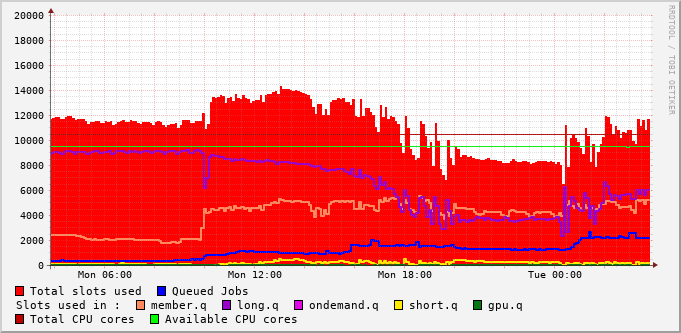 20000
18000
16000
14000
12000
10000
8000
6000
4000
2000
0
Mon 06:00 Mon 12:00 Mon 18:00 Tue 00:00
RRDTOOL / TOBI OETIKER
Total slots used Queued Jobs
Slots used in : member.q long.q ondemand.q short.q gpu.q
Total CPU cores Available CPU cores